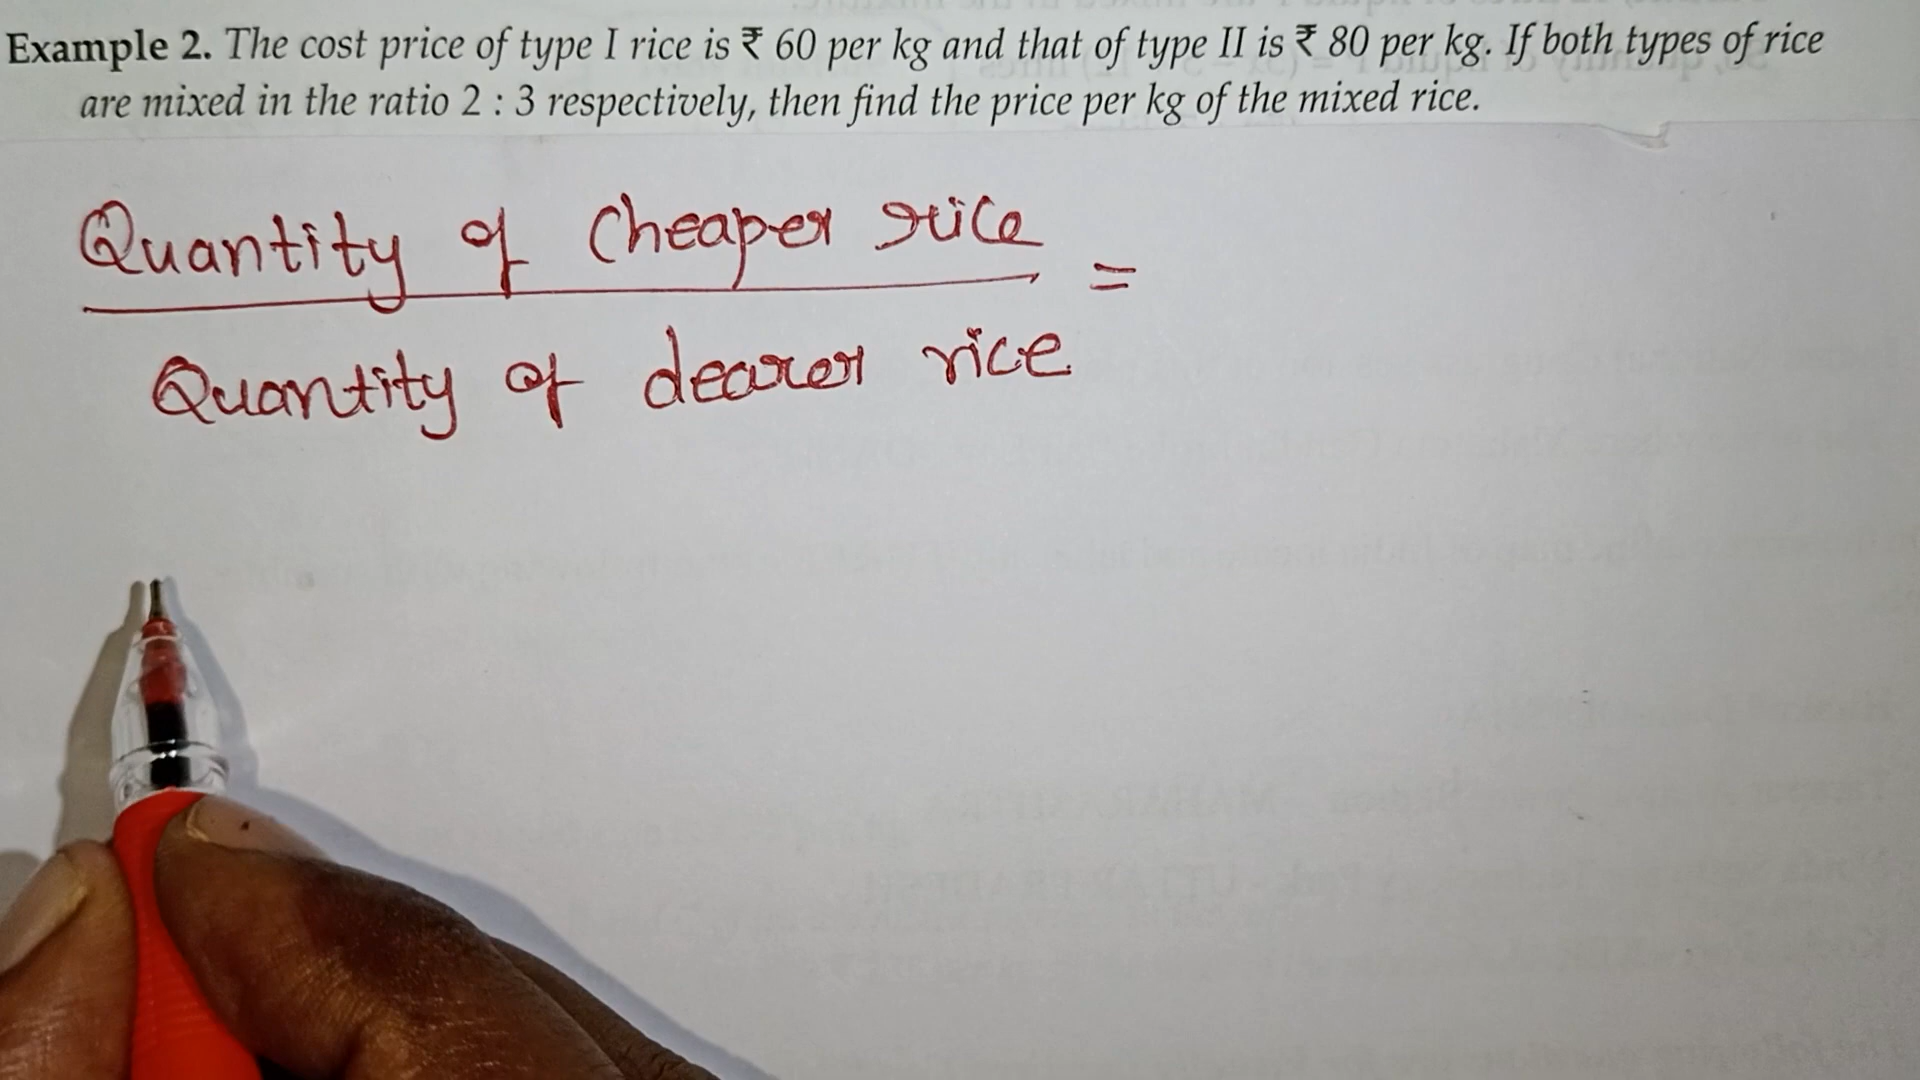 Example 2. The cost price of type I rice is ₹ 60 per kg and that of type II is ₹ 80 per kg. If both types of rice
are mixed in the ratio 2 : 3 respectively, then find the price per kg of the mixed rice.
Quantity of Cheaper rice
=
Quantity of dearer rice